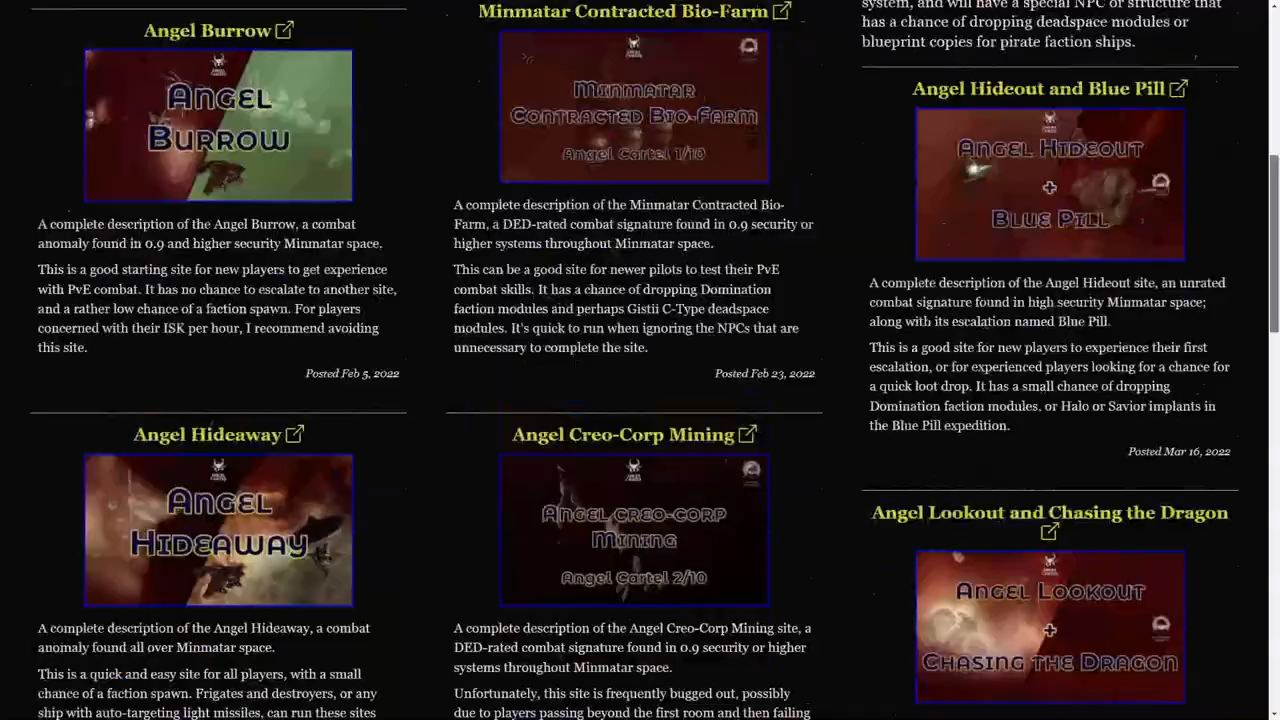 Angel Burrow
ANGEL
BURROW
A complete description of the Angel Burrow, a combat
anomaly found in 0.9 and higher security Minmatar space.
This is a good starting site for new players to get experience
with PvE combat. It has no chance to escalate to another site,
and a rather low chance of a faction spawn. For players
concerned with their ISK per hour, I recommend avoiding
this site.
Posted Feb 5, 2022
Angel Hideaway
ANGEL
HIDEAWAY
A complete description of the Angel Hideaway, a combat
anomaly found all over Minmatar space.
This is a quick and easy site for all players, with a small
chance of a faction spawn. Frigates and destroyers, or any
ship with auto-targeting light missiles, can run these sites
Minmatar Contracted Bio-Farm
MINMATAR
CONTRACTED BIO-FARM
Angel Cartel 1/10
A complete description of the Minmatar Contracted Bio-
Farm, a DED-rated combat signature found in 0.9 security or
higher systems throughout Minmatar space.
This can be a good site for newer pilots to test their PvE
combat skills. It has a chance of dropping Domination
faction modules and perhaps Gistii C-Type deadspace
modules. It's quick to run when ignoring the NPCs that are
unnecessary to complete the site.
Posted Feb 23, 2022
Angel Creo-Corp Mining
ANGEL CREO-CORP
MINING
Angel Cartel 2/10
A complete description of the Angel Creo-Corp Mining site, a
DED-rated combat signature found in 0.9 security or higher
systems throughout Minmatar space.
Unfortunately, this site is frequently bugged out, possibly
due to players passing beyond the first room and then failing
system, and will have a special NPC or structure that
has a chance of dropping deadspace modules or
blueprint copies for pirate faction ships.
Angel Hideout and Blue Pill
ANGEL HIDEOUT
+
BLUE PILL
A complete description of the Angel Hideout site, an unrated
combat signature found in high security Minmatar space;
along with its escalation named Blue Pill.
This is a good site for new players to experience their first
escalation, or for experienced players looking for a chance for
a quick loot drop. It has a small chance of dropping
Domination faction modules, or Halo or Savior implants in
the Blue Pill expedition.
Posted Mar 16, 2022
Angel Lookout and Chasing the Dragon
ANGEL LOOKOUT
+
CHASING THE DRAGON